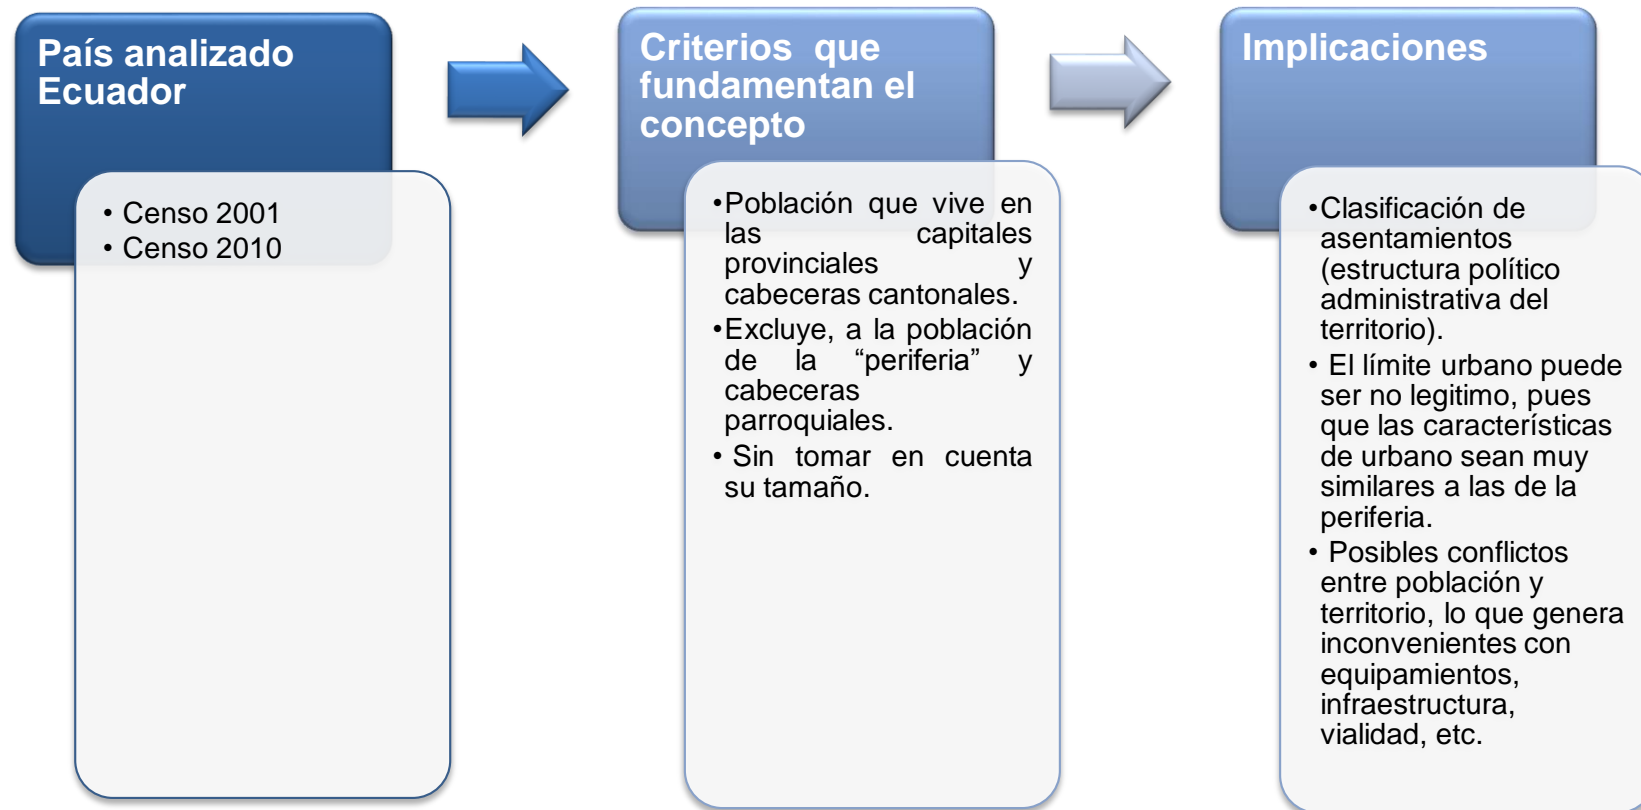 País analizado
Ecuador
• Censo 2001
• Censo 2010
Criterios que
fundamentan el
concepto
•Población que vive en
las capitales
provinciales y
cabeceras cantonales.
•Excluye, a la población
de la “periferia” y
cabeceras
parroquiales.
• Sin tomar en cuenta
su tamaño.
Implicaciones
•Clasificación de
asentamientos
(estructura político
administrativa del
territorio).
• El límite urbano puede
ser no legitimo, pues
que las características
de urbano sean muy
similares a las de la
periferia.
• Posibles conflictos
entre población y
territorio, lo que genera
inconvenientes con
equipamientos,
infraestructura,
vialidad, etc.